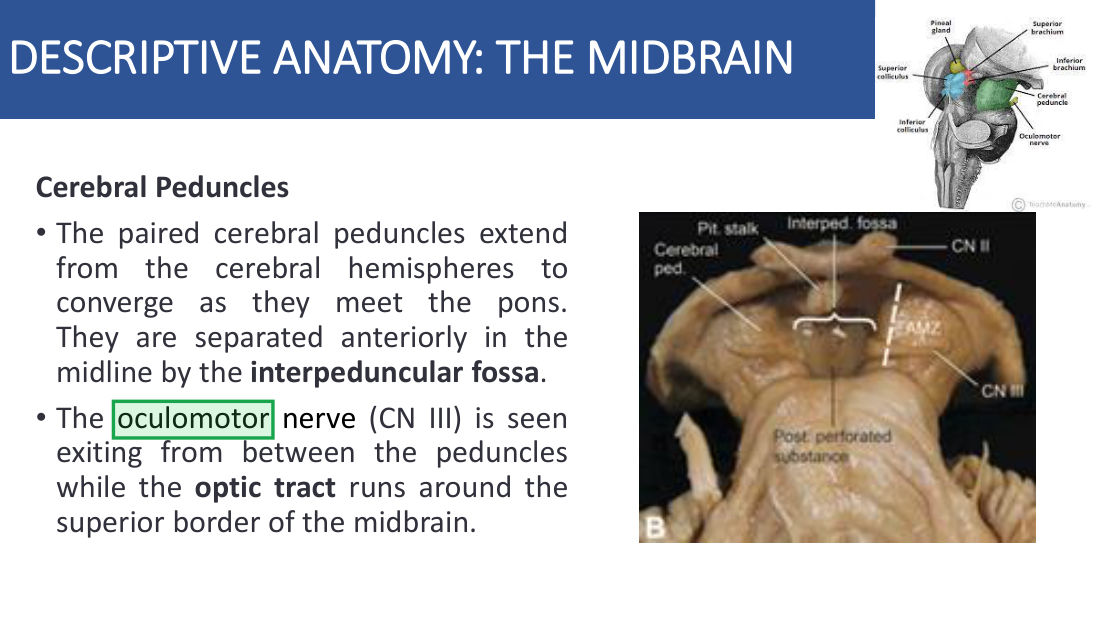 DESCRIPTIVE ANATOMY: THE MIDBRAIN
Pineal
gland
Superior
brachium
Superior
colliculus
Inferior
brachium
Cerebral
peduncle
Inferior
colliculus
Oculomotor
nerve
© TeachMeAnatomy
Cerebral Peduncles
• The paired cerebral peduncles extend
from the cerebral hemispheres to
converge as they meet the pons.
They are separated anteriorly in the
midline by the interpeduncular fossa.
• The oculomotor nerve (CN III) is seen
exiting from between the peduncles
while the optic tract runs around the
superior border of the midbrain.
Pit. stalk
Interped. fossa
CN II
Cerebral
ped.
AMZ
CN III
Post. perforated
substance
B